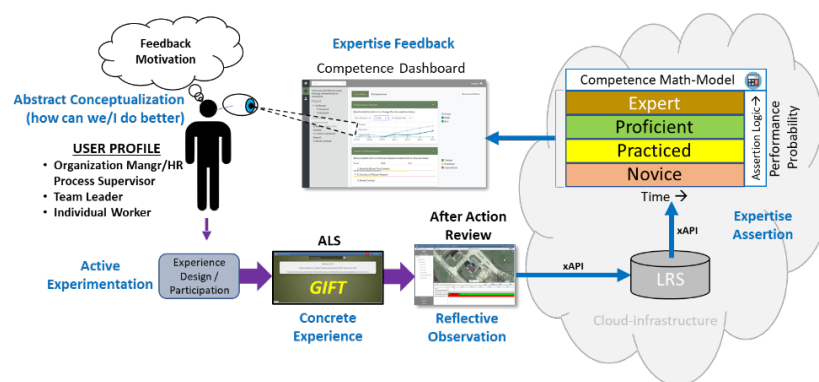 Feedback
Motivation
Abstract Conceptualization
(how can we/I do better)
USER PROFILE
• Organization Mangr/HR
Process Supervisor
• Team Leader
• Individual Worker
Expertise Feedback
Competence Dashboard
Competence Math-Model
Expert
Proficient
Practiced
Novice
Assertion Logic →
Performance
Probability
Time →
Expertise
Assertion
xAPI
LRS
Cloud-infrastructure
Active
Experimentation
Experience
Design /
Participation
ALS
GIFT
Concrete
Experience
After Action
Review
Reflective
Observation
xAPI